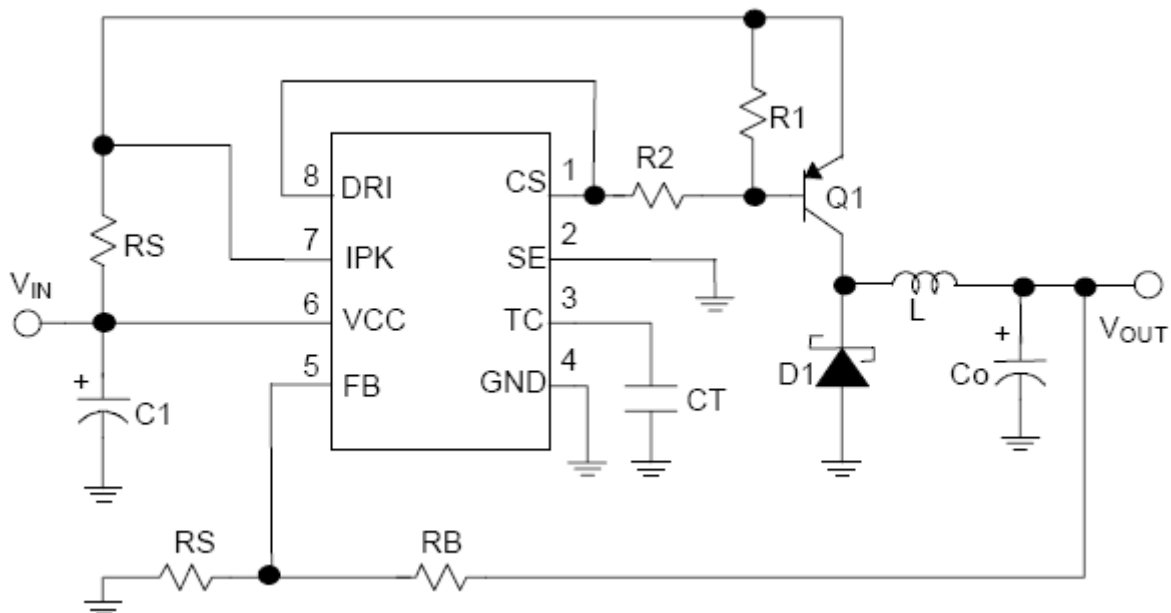 R1
R2
8 DRI
CS 1
Q1
RS
7 IPK
SE 2
VIN
6 VCC
TC 3
L
VOUT
5 FB
GND 4
+
C1
CT
D1
+
Co
RS
RB